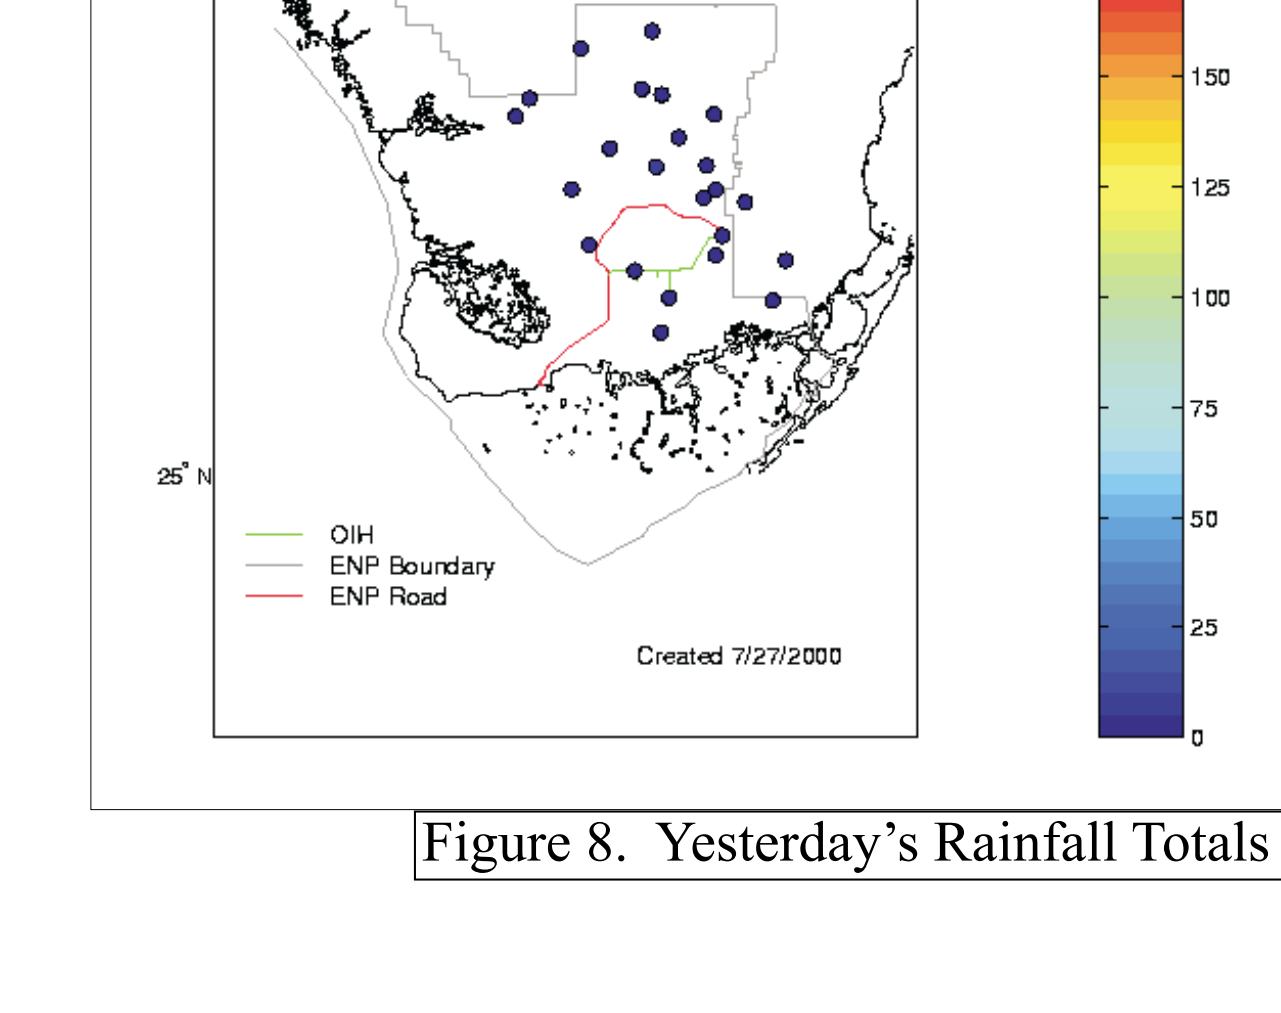 150
125
100
75
50
25
0
25° N
OIH
ENP Boundary
ENP Road
Created 7/27/2000
Figure 8. Yesterday’s Rainfall Totals